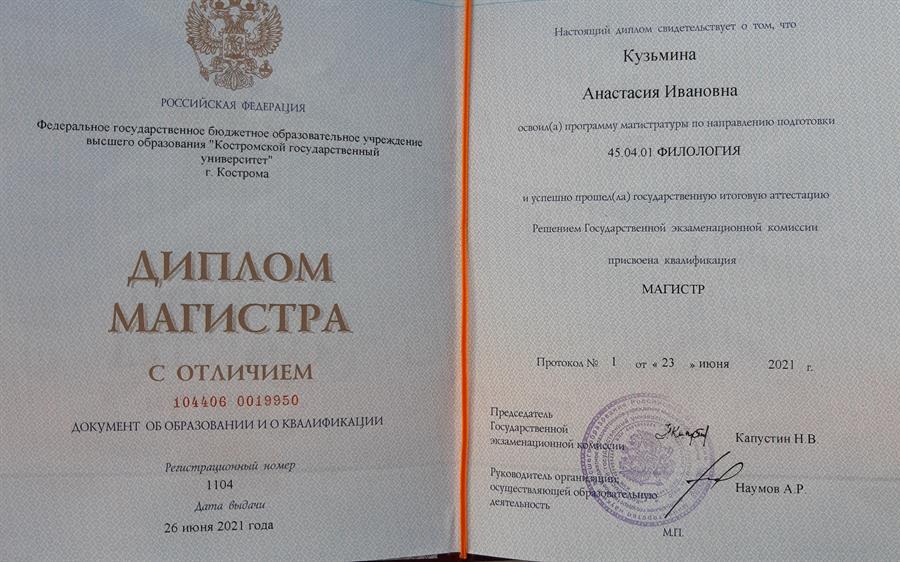 РОССИЙСКАЯ ФЕДЕРАЦИЯ
Федеральное государственное бюджетное образовательное учреждение
высшего образования "Костромской государственный
университет"
г. Кострома
ДИПЛОМ
МАГИСТРА
С ОТЛИЧИЕМ
104406 0019950
ДОКУМЕНТ ОБ ОБРАЗОВАНИИ И О КВАЛИФИКАЦИИ
Регистрационный номер
1104
Дата выдачи
26 июня 2021 года
Настоящий диплом свидетельствует о том, что
Кузьмина
Анастасия Ивановна
освоил(а) программу магистратуры по направлению подготовки
45.04.01 ФИЛОЛОГИЯ
и успешно прошел(ла) государственную итоговую аттестацию
Решением Государственной экзаменационной комиссии
присвоена квалификация
МАГИСТР
Протокол № 1 от « 23 » июня 2021 г.
Председатель
Государственной
экзаменационной комиссии
Капустин Н.В
Руководитель организации,
осуществляющей образовательную
деятельность
Наумов А.Р.
М.П.